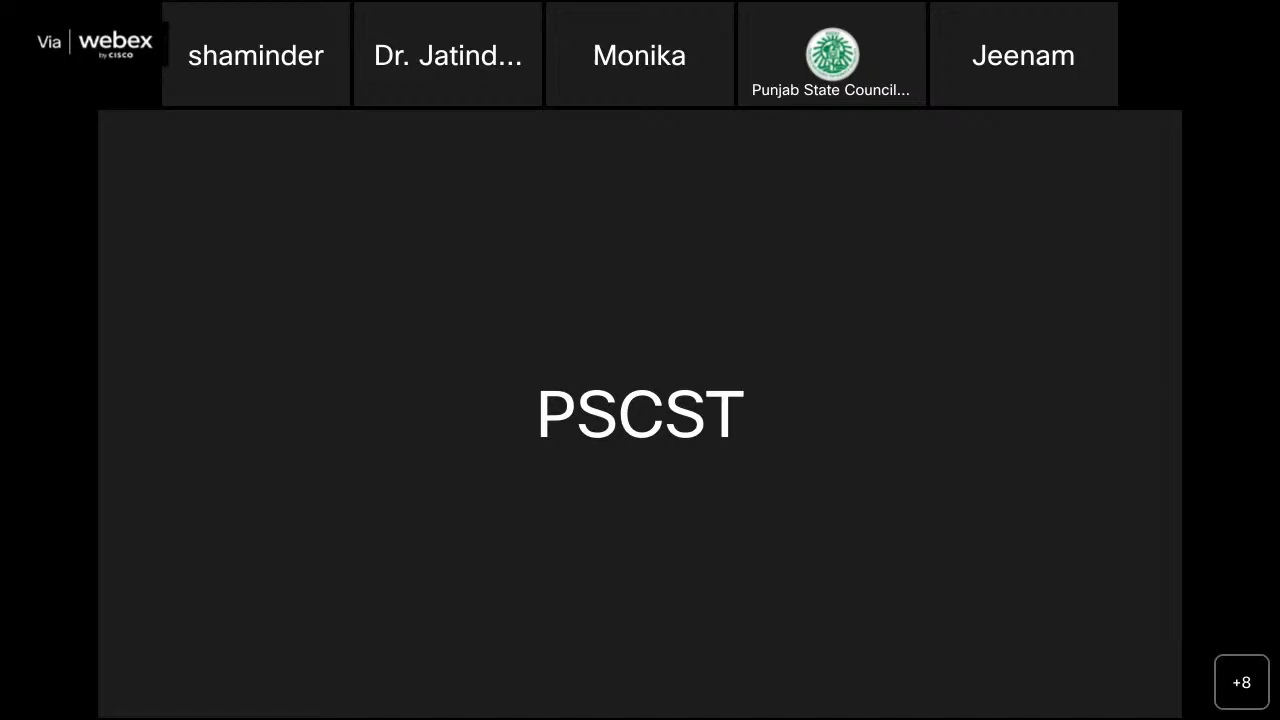 Via | webex
by CISCO
shaminder
Dr. Jatind...
Monika
Punjab State Council...
Jeenam
PSCST
+8